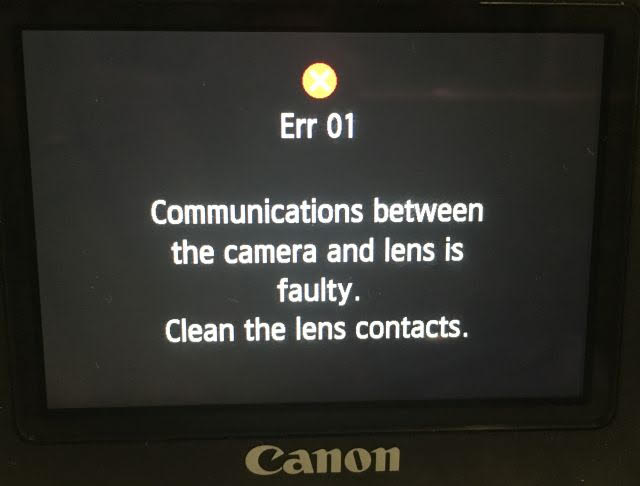 Err 01
Communications between
the camera and lens is
faulty.
Clean the lens contacts.
Canon